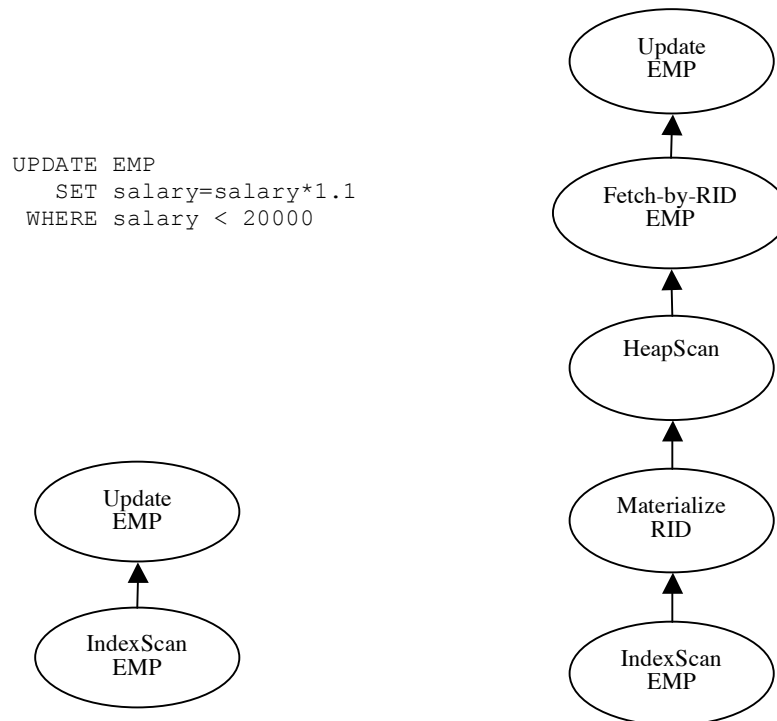 UPDATE EMP
   SET salary=salary*1.1
 WHERE salary < 20000
Update
EMP
IndexScan
EMP
Update
EMP
Fetch-by-RID
EMP
HeapScan
Materialize
RID
IndexScan
EMP